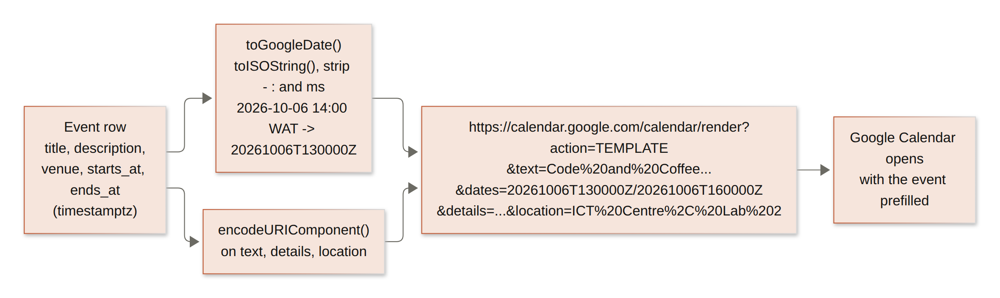 Event row
title, description,
venue, starts_at,
ends_at
(timestamptz)
toGoogleDate()
toISOString(), strip
- : and ms
2026-10-06 14:00
WAT ->
20261006T130000Z
encodeURIComponent()
on text, details, location
https://calendar.google.com/calendar/render?
action=TEMPLATE
&text=Code%20and%20Coffee...
&dates=20261006T130000Z/20261006T160000Z
&details=...&location=ICT%20Centre%2C%20Lab%202
Google Calendar
opens
with the event
prefilled